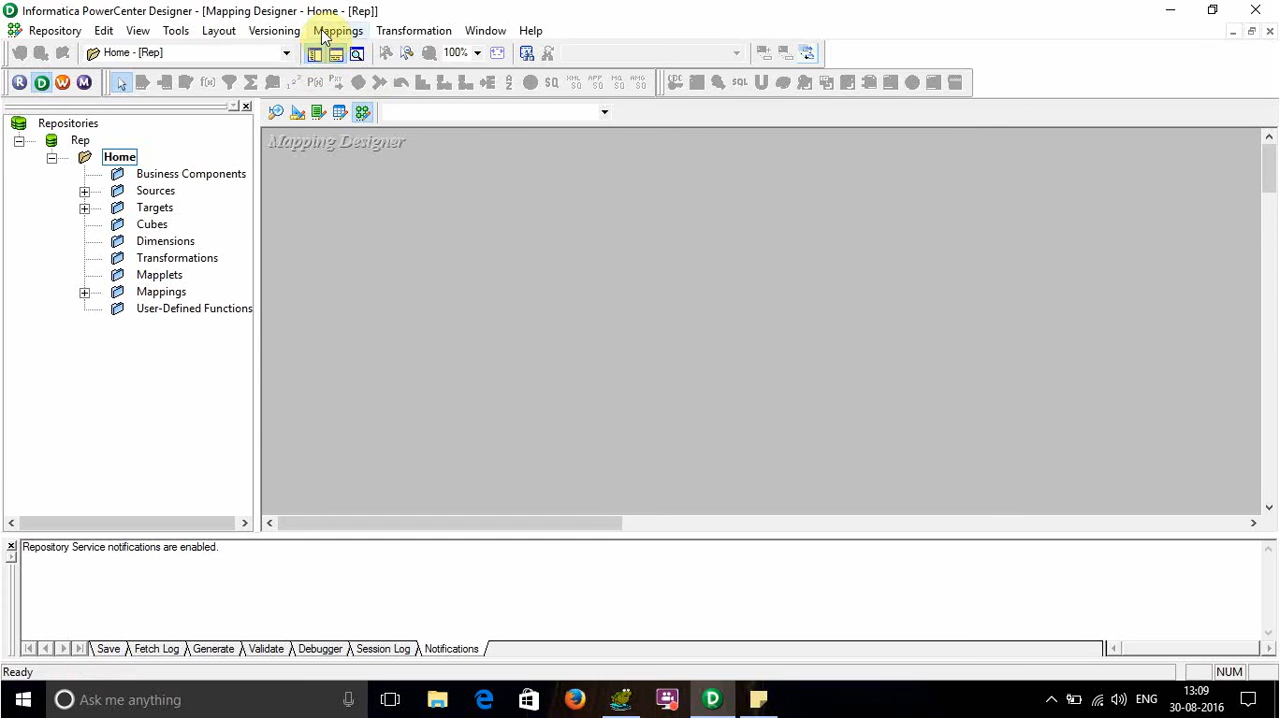 Informatica PowerCenter Designer - [Mapping Designer - Home - [Rep]]
Repository Edit View Tools Layout Versioning Mappings Transformation Window Help
Home - [Rep] 100%
R D W M f(x) SQ SQL
Repositories
Rep
Home
Business Components
Sources
Targets
Cubes
Dimensions
Transformations
Mapplets
Mappings
User-Defined Functions
Mapping Designer
Repository Service notifications are enabled.
Save Fetch Log Generate Validate Debugger Session Log Notifications
Ready NUM
Ask me anything
ENG
13:09
30-08-2016